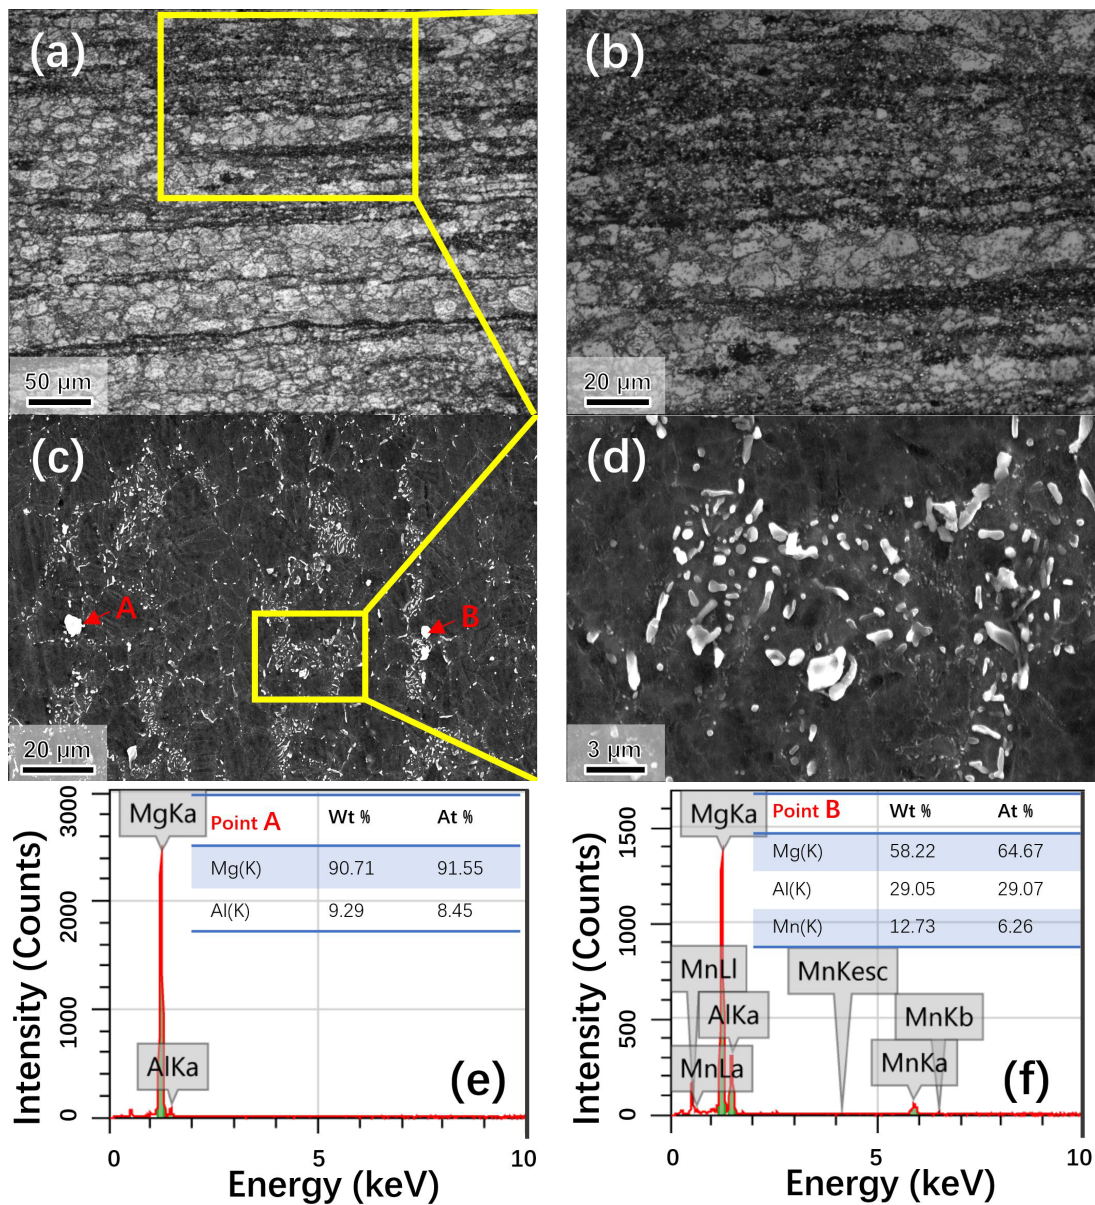 (a)
50 μm
(b)
20 μm
(c)
A
B
20 μm
(d)
3 μm
Intensity (Counts)
3000
2000
1000
0
MgKa
AlKa
Point A Wt % At %
Mg(K) 90.71 91.55
Al(K) 9.29 8.45
(e)
0 5 10
Energy (keV)
Intensity (Counts)
1500
1000
500
0
MgKa
Point B Wt % At %
Mg(K) 58.22 64.67
Al(K) 29.05 29.07
Mn(K) 12.73 6.26
MnLl
MnKesc
AlKa
MnKb
MnLa
MnKa
(f)
0 5 10
Energy (keV)